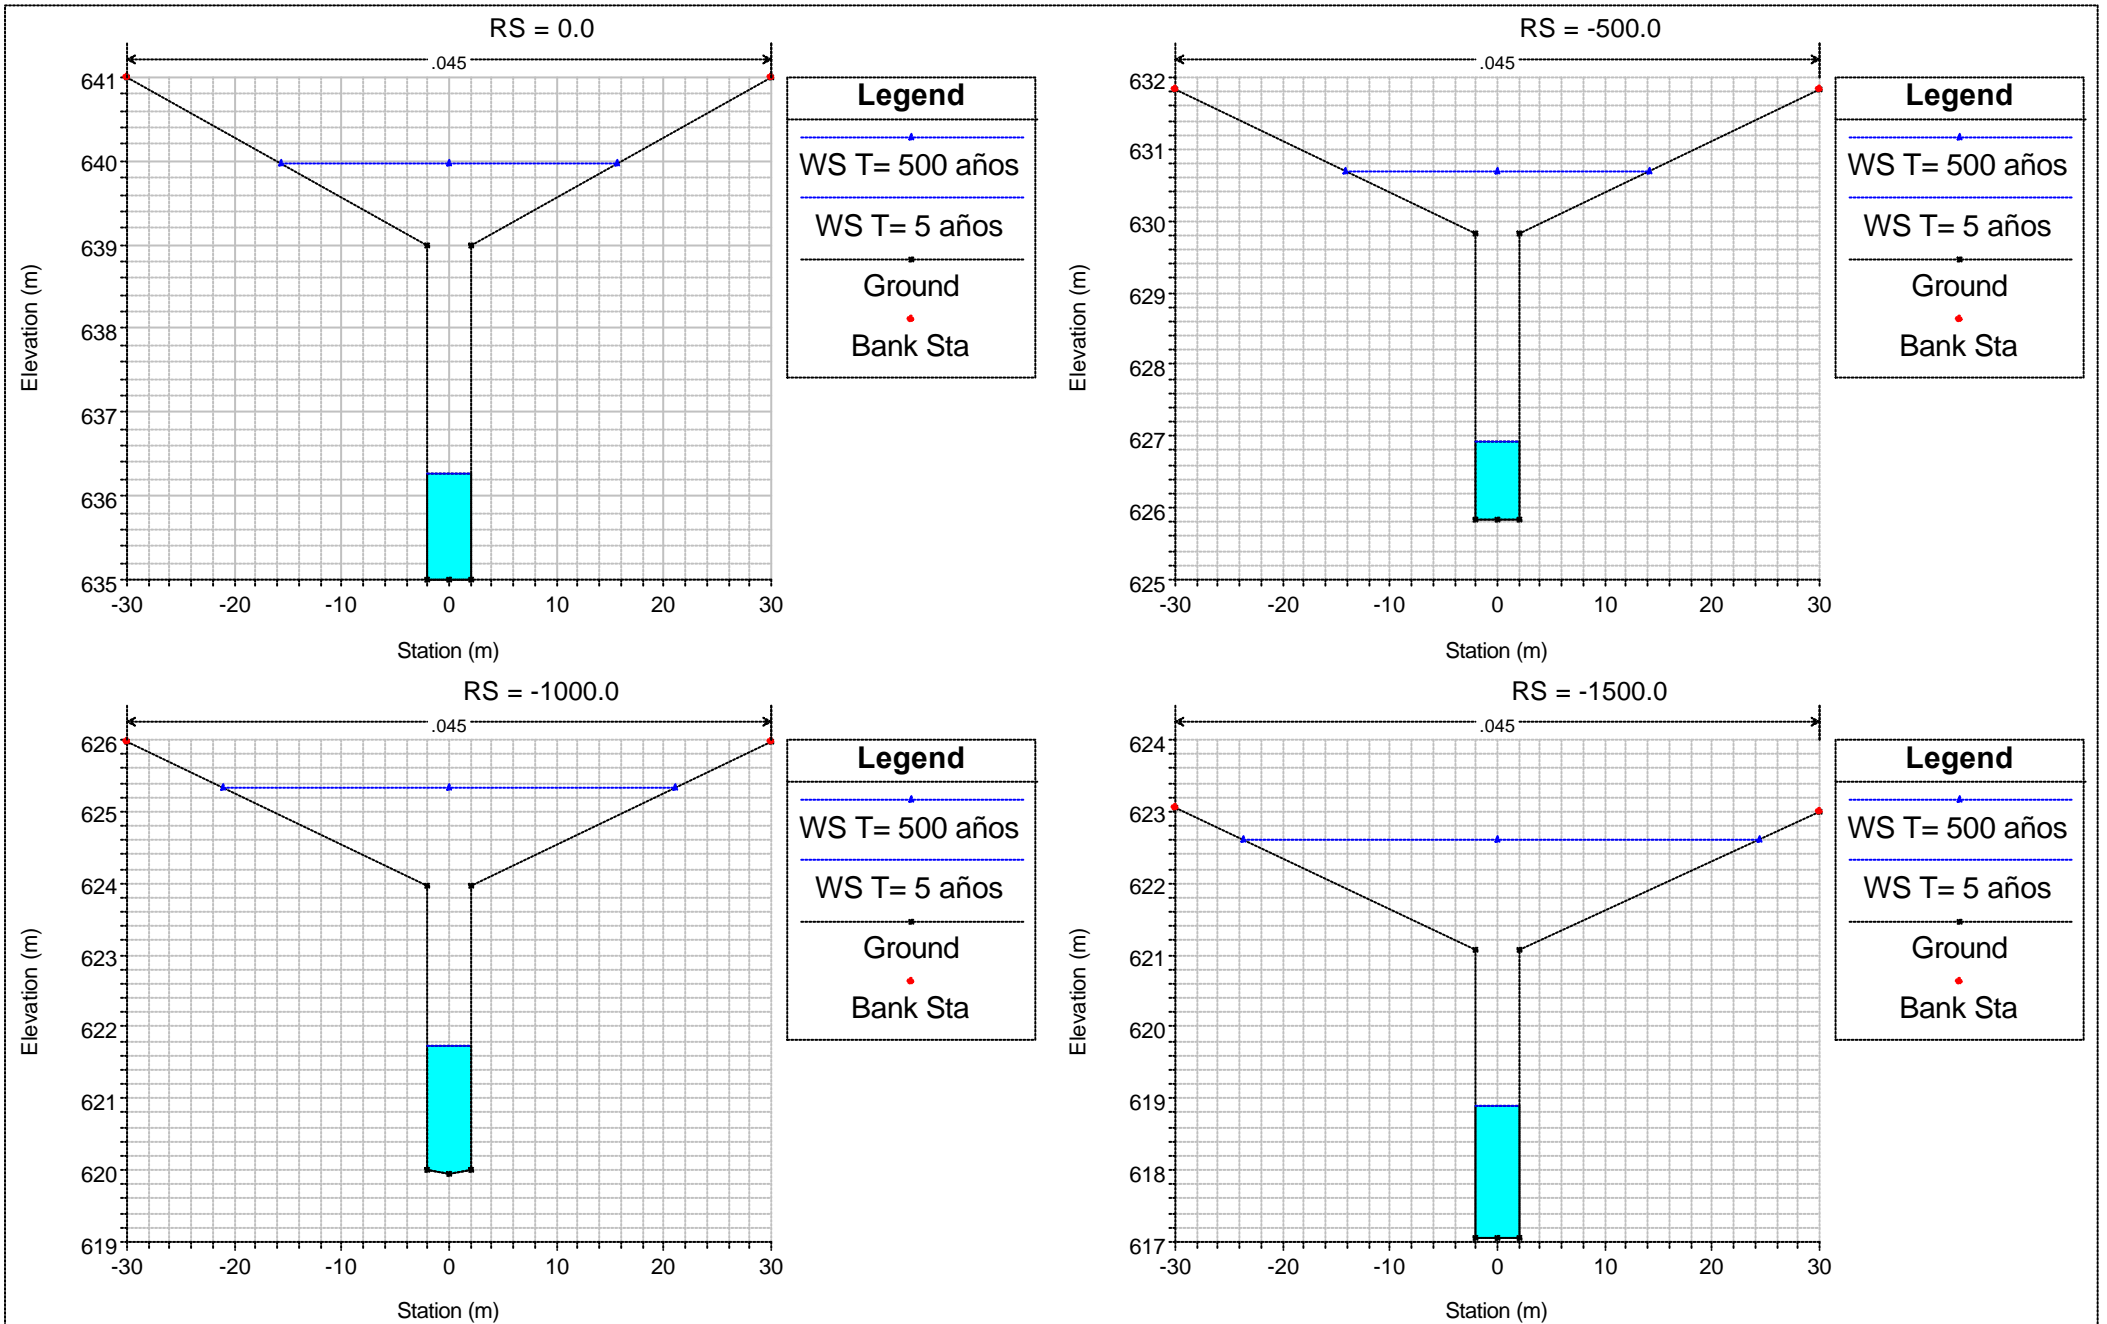 RS = 0.0
.045
641
640
639
638
637
636
635
-30
-20
-10
0
10
20
30
Elevation (m)
Station (m)
Legend
WS T= 500 años
WS T= 5 años
Ground
Bank Sta
RS = -500.0
.045
632
631
630
629
628
627
626
625
-30
-20
-10
0
10
20
30
Elevation (m)
Station (m)
Legend
WS T= 500 años
WS T= 5 años
Ground
Bank Sta
RS = -1000.0
.045
626
625
624
623
622
621
620
619
-30
-20
-10
0
10
20
30
Elevation (m)
Station (m)
Legend
WS T= 500 años
WS T= 5 años
Ground
Bank Sta
RS = -1500.0
.045
624
623
622
621
620
619
618
617
-30
-20
-10
0
10
20
30
Elevation (m)
Station (m)
Legend
WS T= 500 años
WS T= 5 años
Ground
Bank Sta